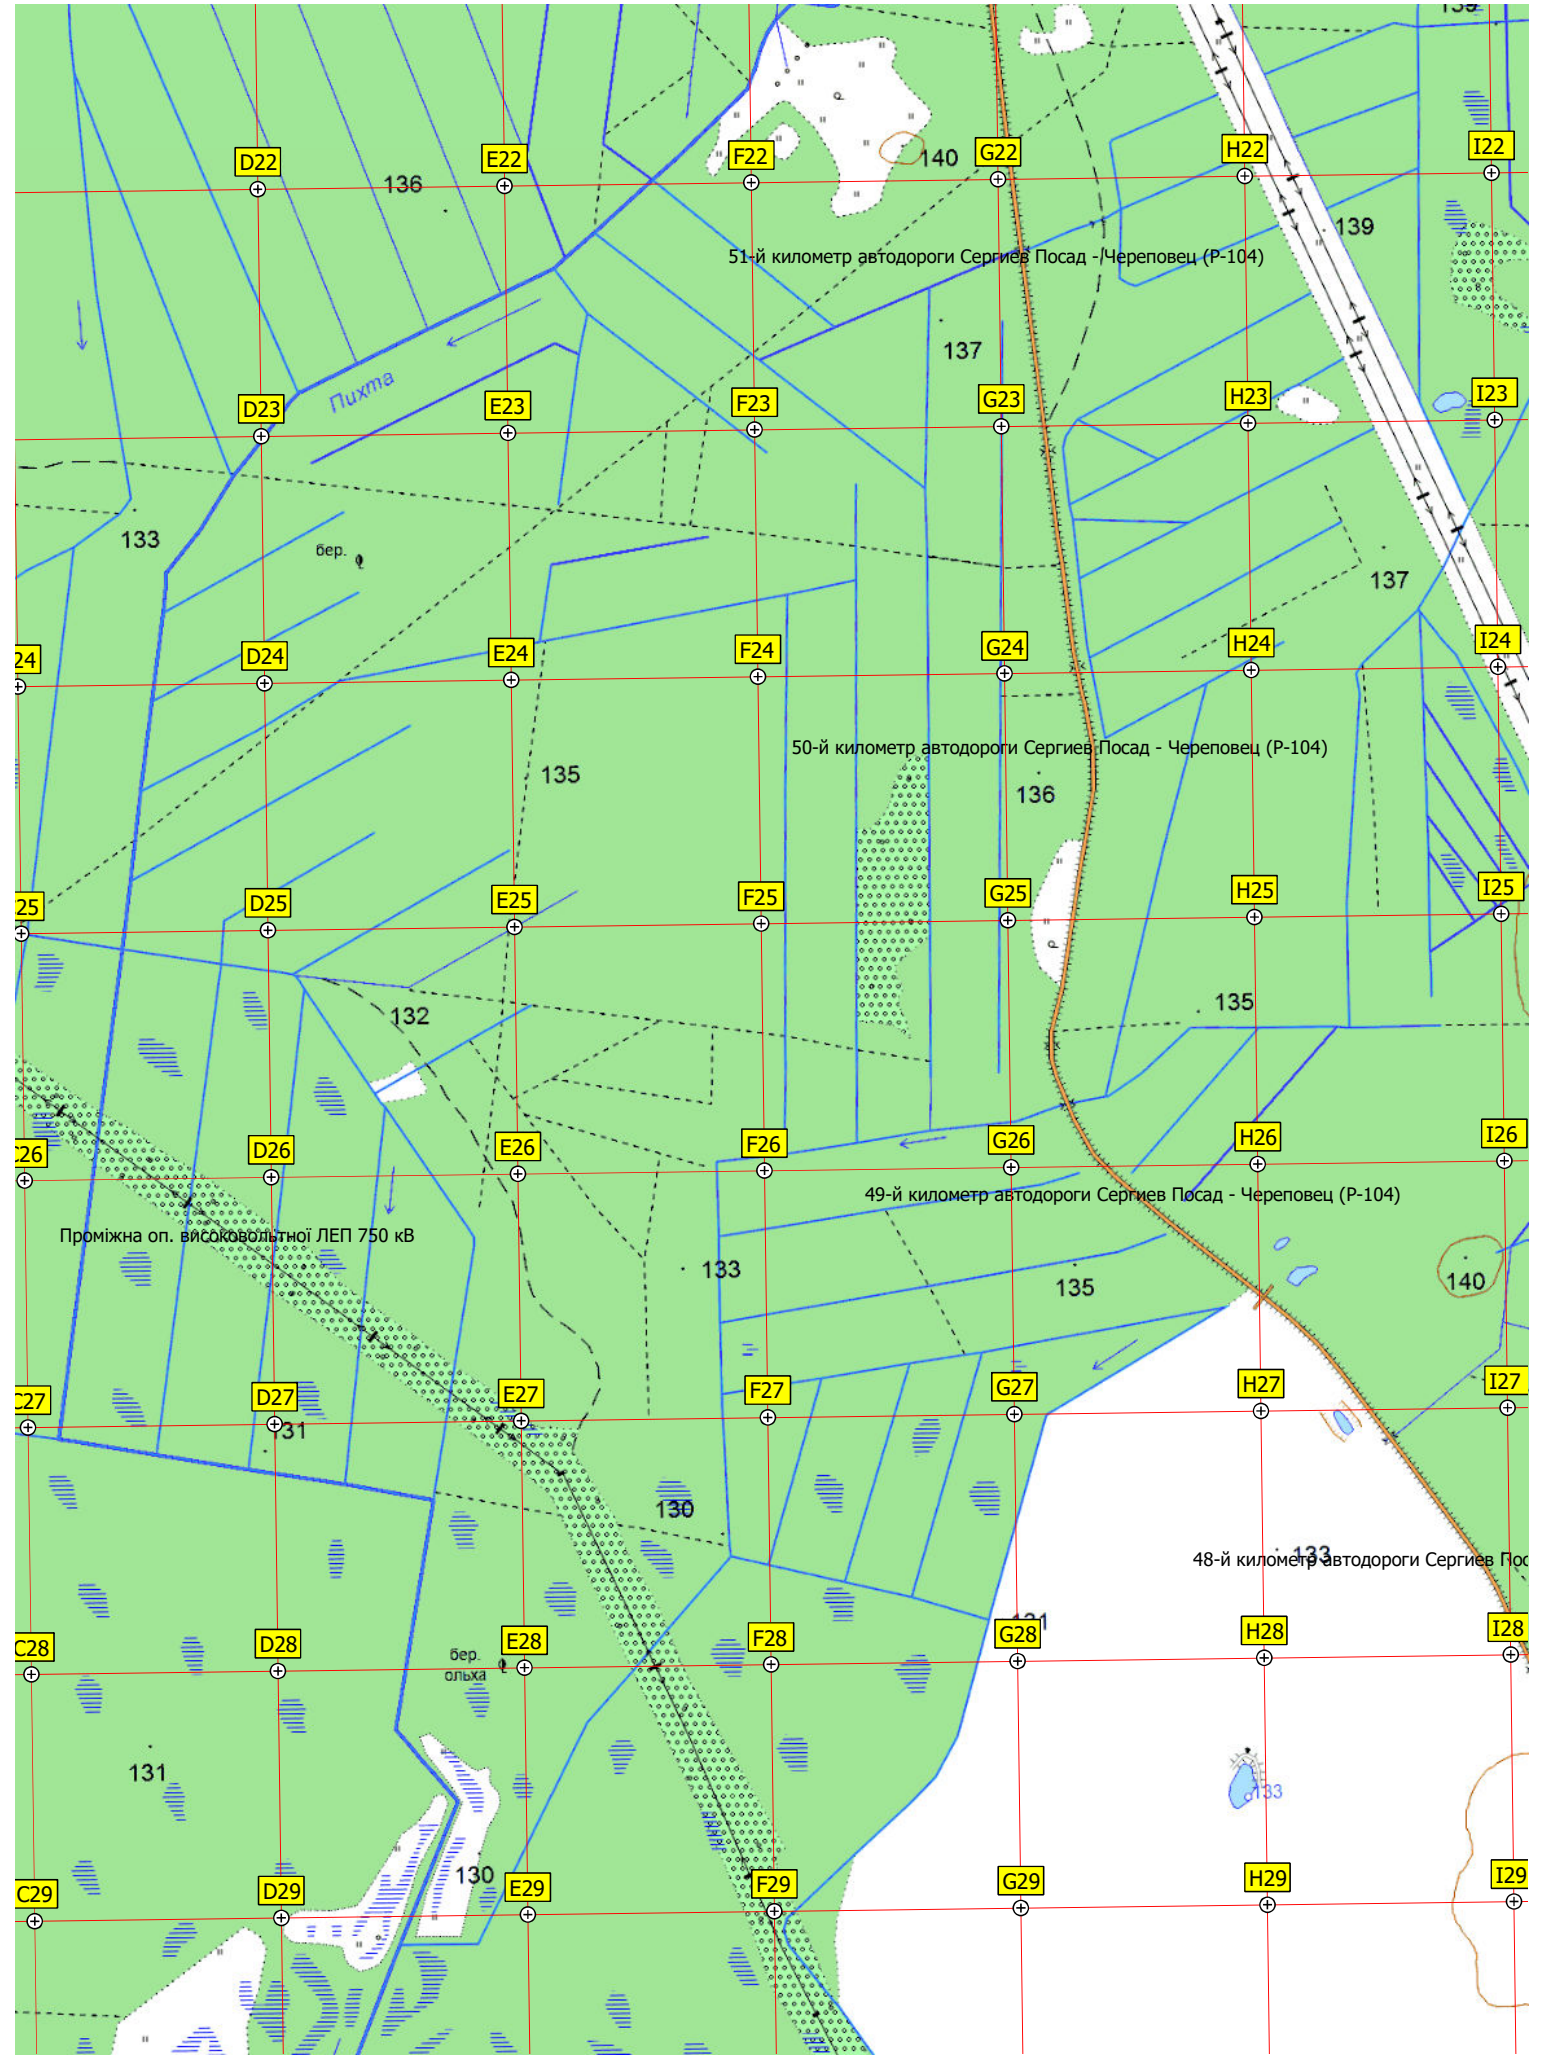 139
D22
E22
F22
G22
H22
I22
136
140
139
51-й километр автодороги Сергиев Посад - Череповец (Р-104)
137
Пихта
D23
E23
F23
G23
H23
I23
133
бер.
137
24
D24
E24
F24
G24
H24
I24
50-й километр автодороги Сергиев Посад - Череповец (Р-104)
135
136
25
D25
E25
F25
G25
H25
I25
132
135
C26
D26
E26
F26
G26
H26
I26
49-й километр автодороги Сергиев Посад - Череповец (Р-104)
Проміжна оп. високовольтної ЛЕП 750 кВ
133
135
140
C27
D27
E27
F27
G27
H27
I27
131
130
48-й километр автодороги Сергиев Пос
133
131
C28
D28
E28
F28
G28
H28
I28
бер.
ольха
131
133
130
C29
D29
E29
F29
G29
H29
I29